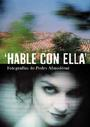 'HABLE CON ELLA'
Fotografías de Pedro Almodóvar